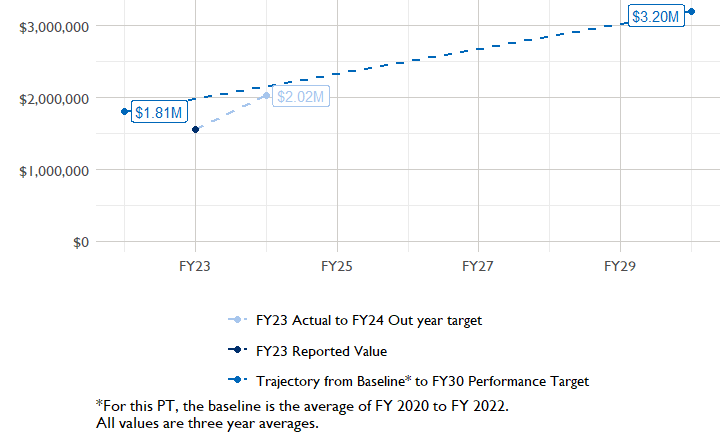 $3.20M
$3,000,000
$2,000,000
$2.02M
$1.81M
$1,000,000
$0
FY23 FY25 FY27 FY29
FY23 Actual to FY24 Out year target
FY23 Reported Value
Trajectory from Baseline* to FY30 Performance Target
*For this PT, the baseline is the average of FY 2020 to FY 2022.
All values are three year averages.